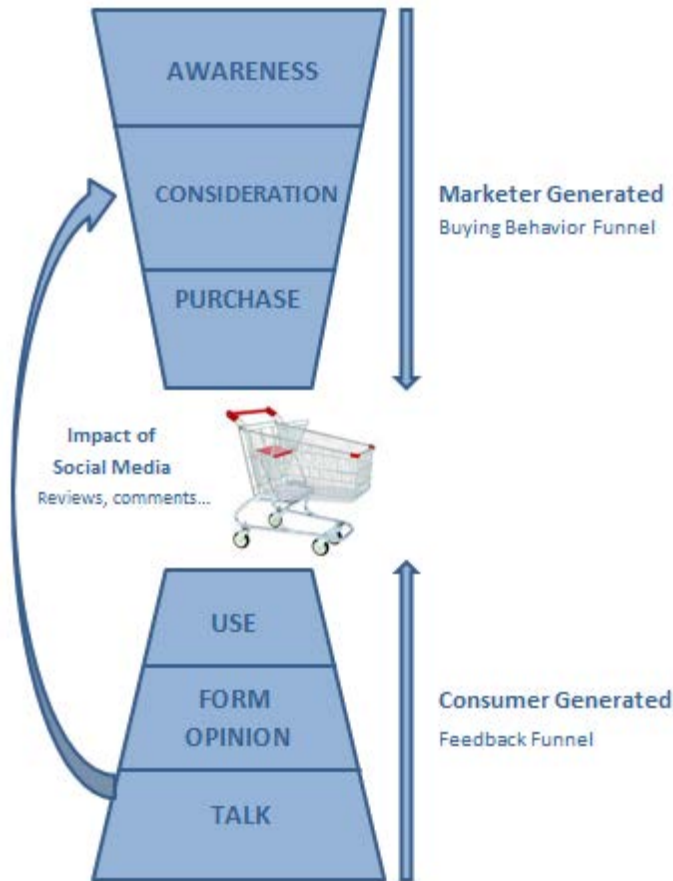 AWARENESS
CONSIDERATION
Marketer Generated
Buying Behavior Funnel
PURCHASE
Impact of
Social Media
Reviews, comments...
USE
FORM
OPINION
Consumer Generated
Feedback Funnel
TALK